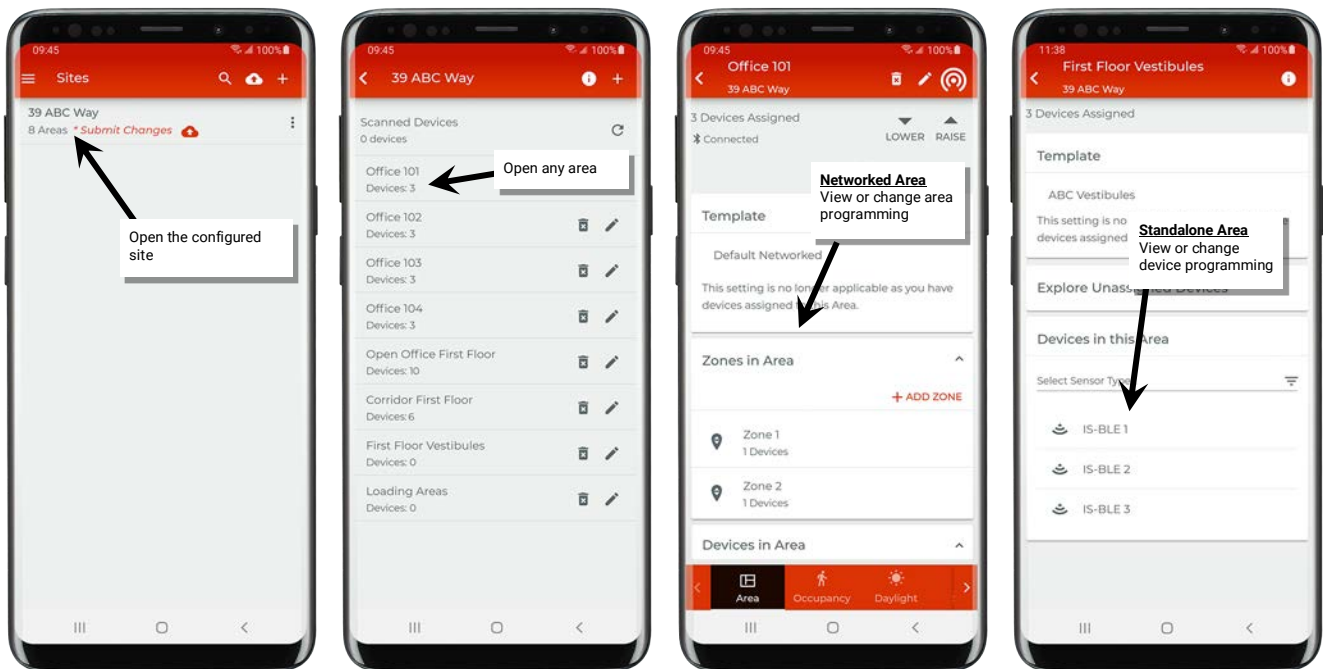 09:45
100%
Sites
39 ABC Way
8 Areas * Submit Changes
Open the configured
site
09:45
100%
39 ABC Way
Scanned Devices
0 devices
Office 101
Devices: 3
Open any area
Office 102
Devices: 3
Office 103
Devices: 3
Office 104
Devices: 3
Open Office First Floor
Devices: 10
Corridor First Floor
Devices: 6
First Floor Vestibules
Devices: 0
Loading Areas
Devices: 0
09:45
100%
Office 101
39 ABC Way
3 Devices Assigned
Connected
LOWER RAISE
Networked Area
View or change area
programming
Template
Default Networked
This setting is no longer applicable as you have
devices assigned to this Area.
Zones in Area
+ ADD ZONE
Zone 1
1 Devices
Zone 2
1 Devices
Devices in Area
Area Occupancy Daylight
11:38
100%
First Floor Vestibules
39 ABC Way
3 Devices Assigned
Template
ABC Vestibules
This setting is no
devices assigned
Standalone Area
View or change
device programming
Explore Unassigned Devices
Devices in this Area
Select Sensor Type
IS-BLE 1
IS-BLE 2
IS-BLE 3